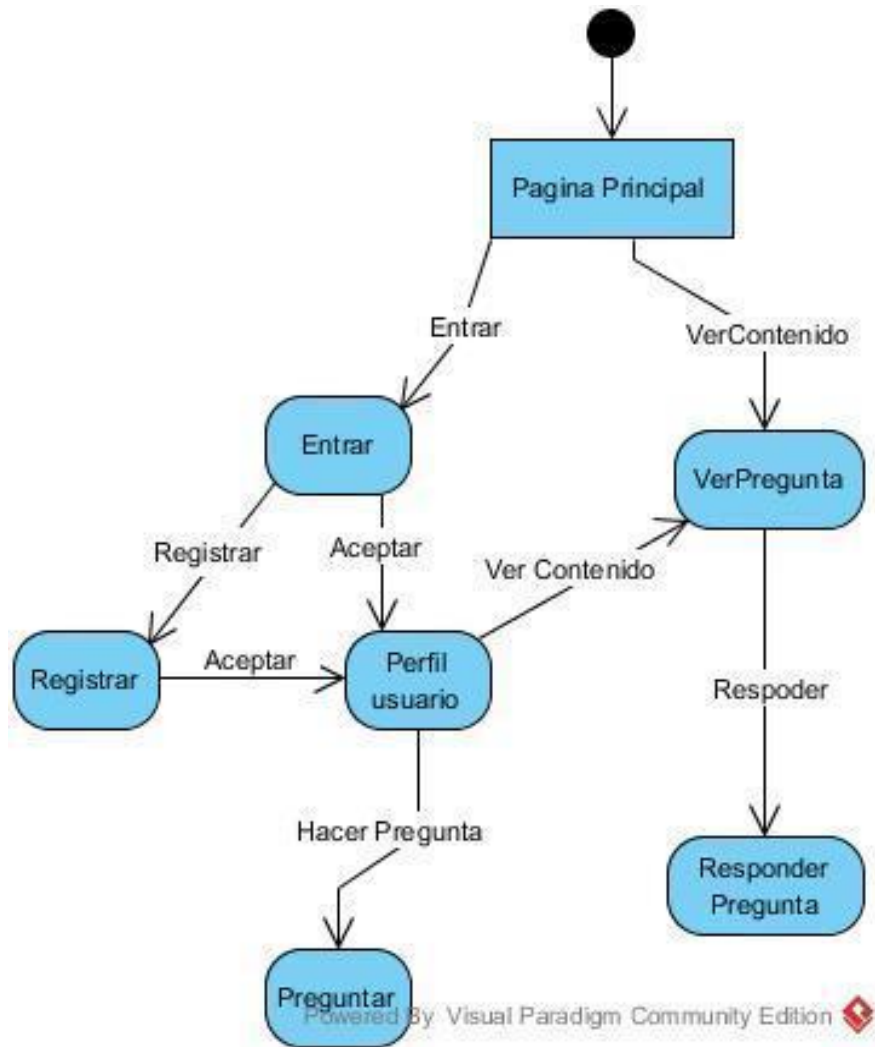 Pagina Principal
Entrar
VerContenido
Entrar
VerPregunta
Registrar
Aceptar
Ver Contenido
Registrar
Aceptar
Perfil
usuario
Respoder
Hacer Pregunta
Responder
Pregunta
Preguntar
Powered By Visual Paradigm Community Edition